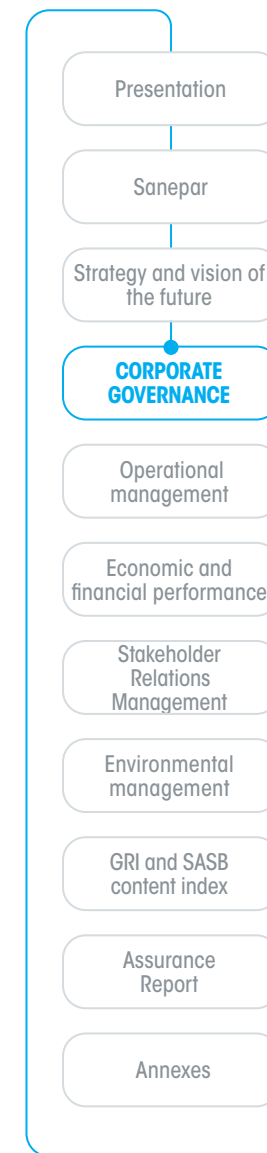 Presentation
Sanepar
Strategy and vision of
the future
CORPORATE
GOVERNANCE
Operational
management
Economic and
financial performance
Stakeholder
Relations
Management
Environmental
management
GRI and SASB
content index
Assurance
Report
Annexes